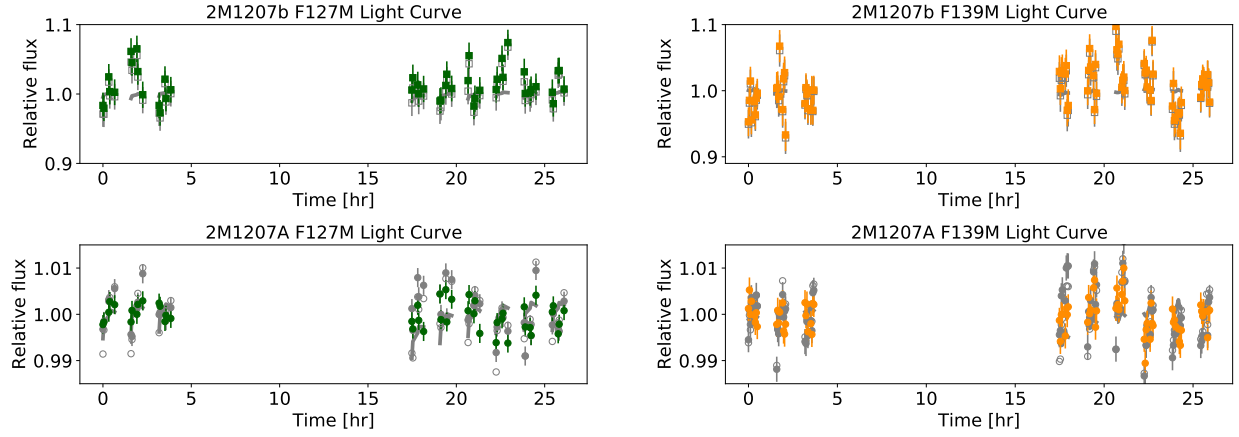 2M1207b F127M Light Curve
Relative flux
1.1
1.0
0.9
0 5 10 15 20 25
Time [hr]
2M1207b F139M Light Curve
Relative flux
1.1
1.0
0.9
0 5 10 15 20 25
Time [hr]
2M1207A F127M Light Curve
Relative flux
1.01
1.00
0.99
0 5 10 15 20 25
Time [hr]
2M1207A F139M Light Curve
Relative flux
1.01
1.00
0.99
0 5 10 15 20 25
Time [hr]